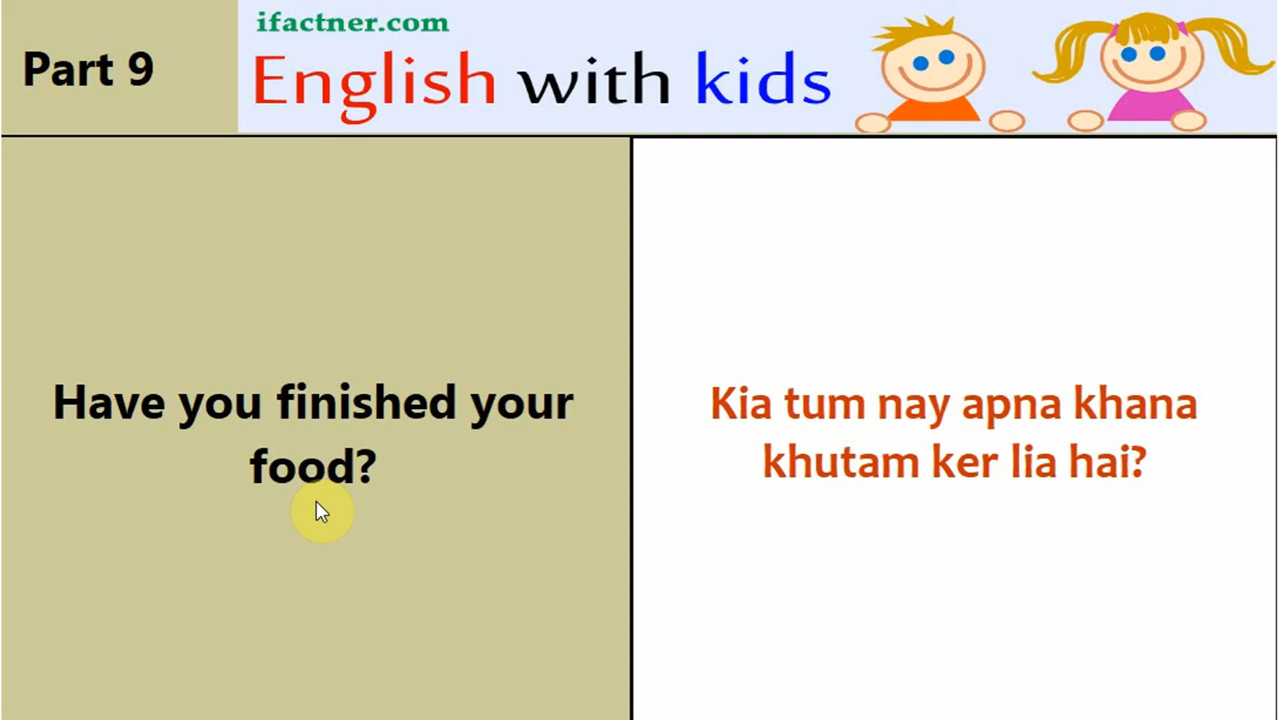 Part 9
ifactner.com
English with kids
Have you finished your
food?
Kia tum nay apna khana
khutam ker lia hai?